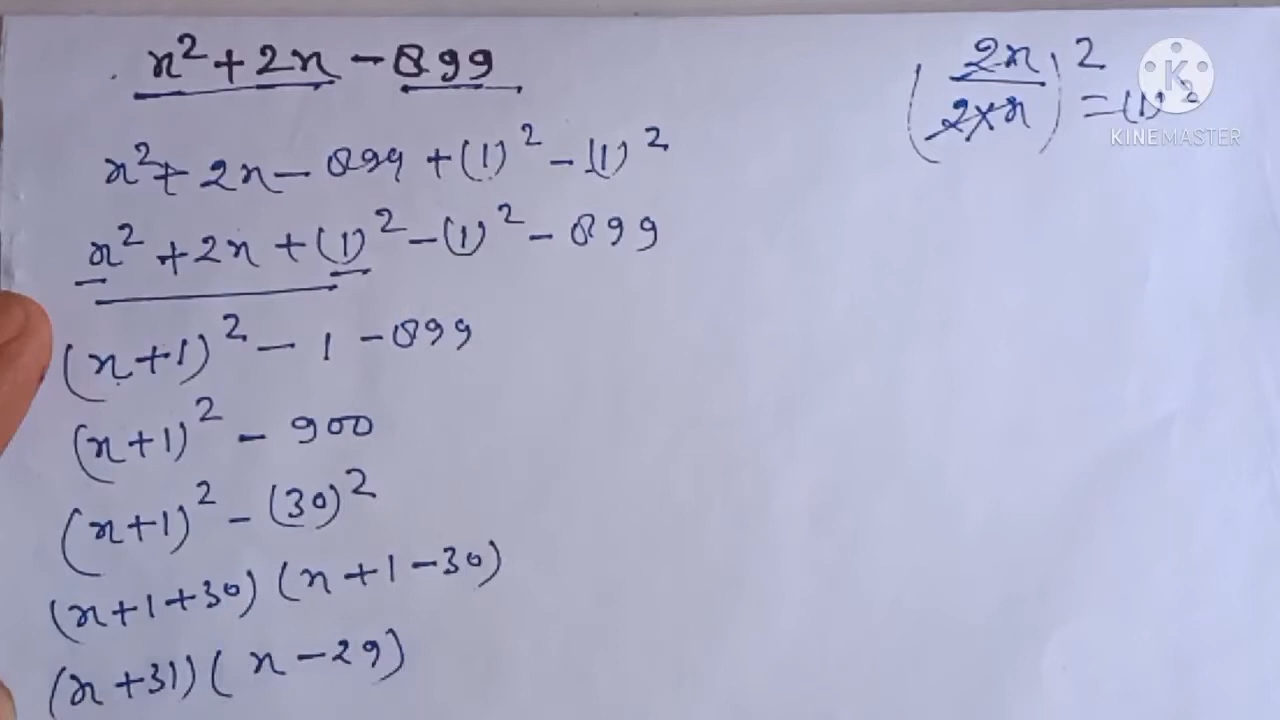 x² + 2x - 899
(2x / 2×x)² = (1)²
KINEMASTER
x² + 2x - 899 + (1)² - (1)²
x² + 2x + (1)² - (1)² - 899
(x+1)² - 1 - 899
(x+1)² - 900
(x+1)² - (30)²
(x+1+30) (x+1-30)
(x+31) (x-29)